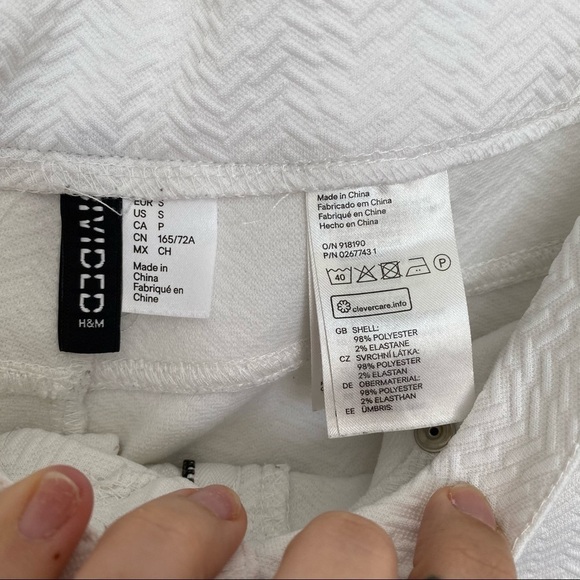 DIVIDED
H&M
EUR S
US S
CA P
CN 165/72A
MX CH
Made in
China
Fabriqué en
Chine
Made in China
Fabricado em China
Fabriqué en Chine
Hecho en China
O/N 918190
P/N 0267743 1
40
P
clevercare.info
GB SHELL:
98% POLYESTER
2% ELASTANE
CZ SVRCHNÍ LÁTKA:
98% POLYESTER
2% ELASTAN
DE OBERMATERIAL:
98% POLYESTER
2% ELASTHAN
EE ÜMBRIS: